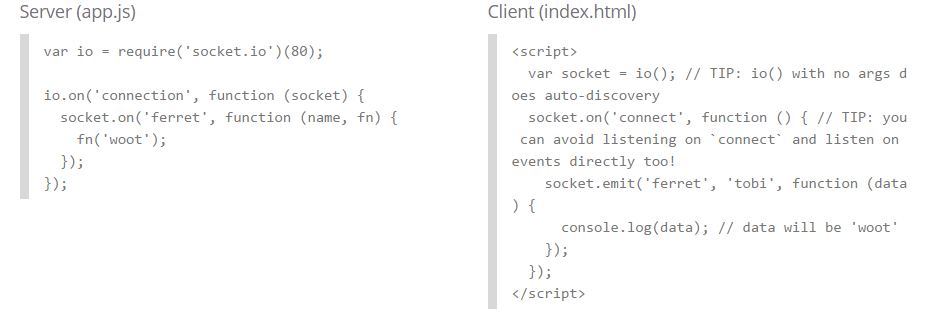 Server (app.js)
var io = require('socket.io')(80);
io.on('connection', function (socket) {
  socket.on('ferret', function (name, fn) {
    fn('woot');
  });
});
Client (index.html)
<script>
  var socket = io(); // TIP: io() with no args d
oes auto-discovery
  socket.on('connect', function () { // TIP: you
 can avoid listening on `connect` and listen on
events directly too!
    socket.emit('ferret', 'tobi', function (data
) {
      console.log(data); // data will be 'woot'
    });
  });
</script>